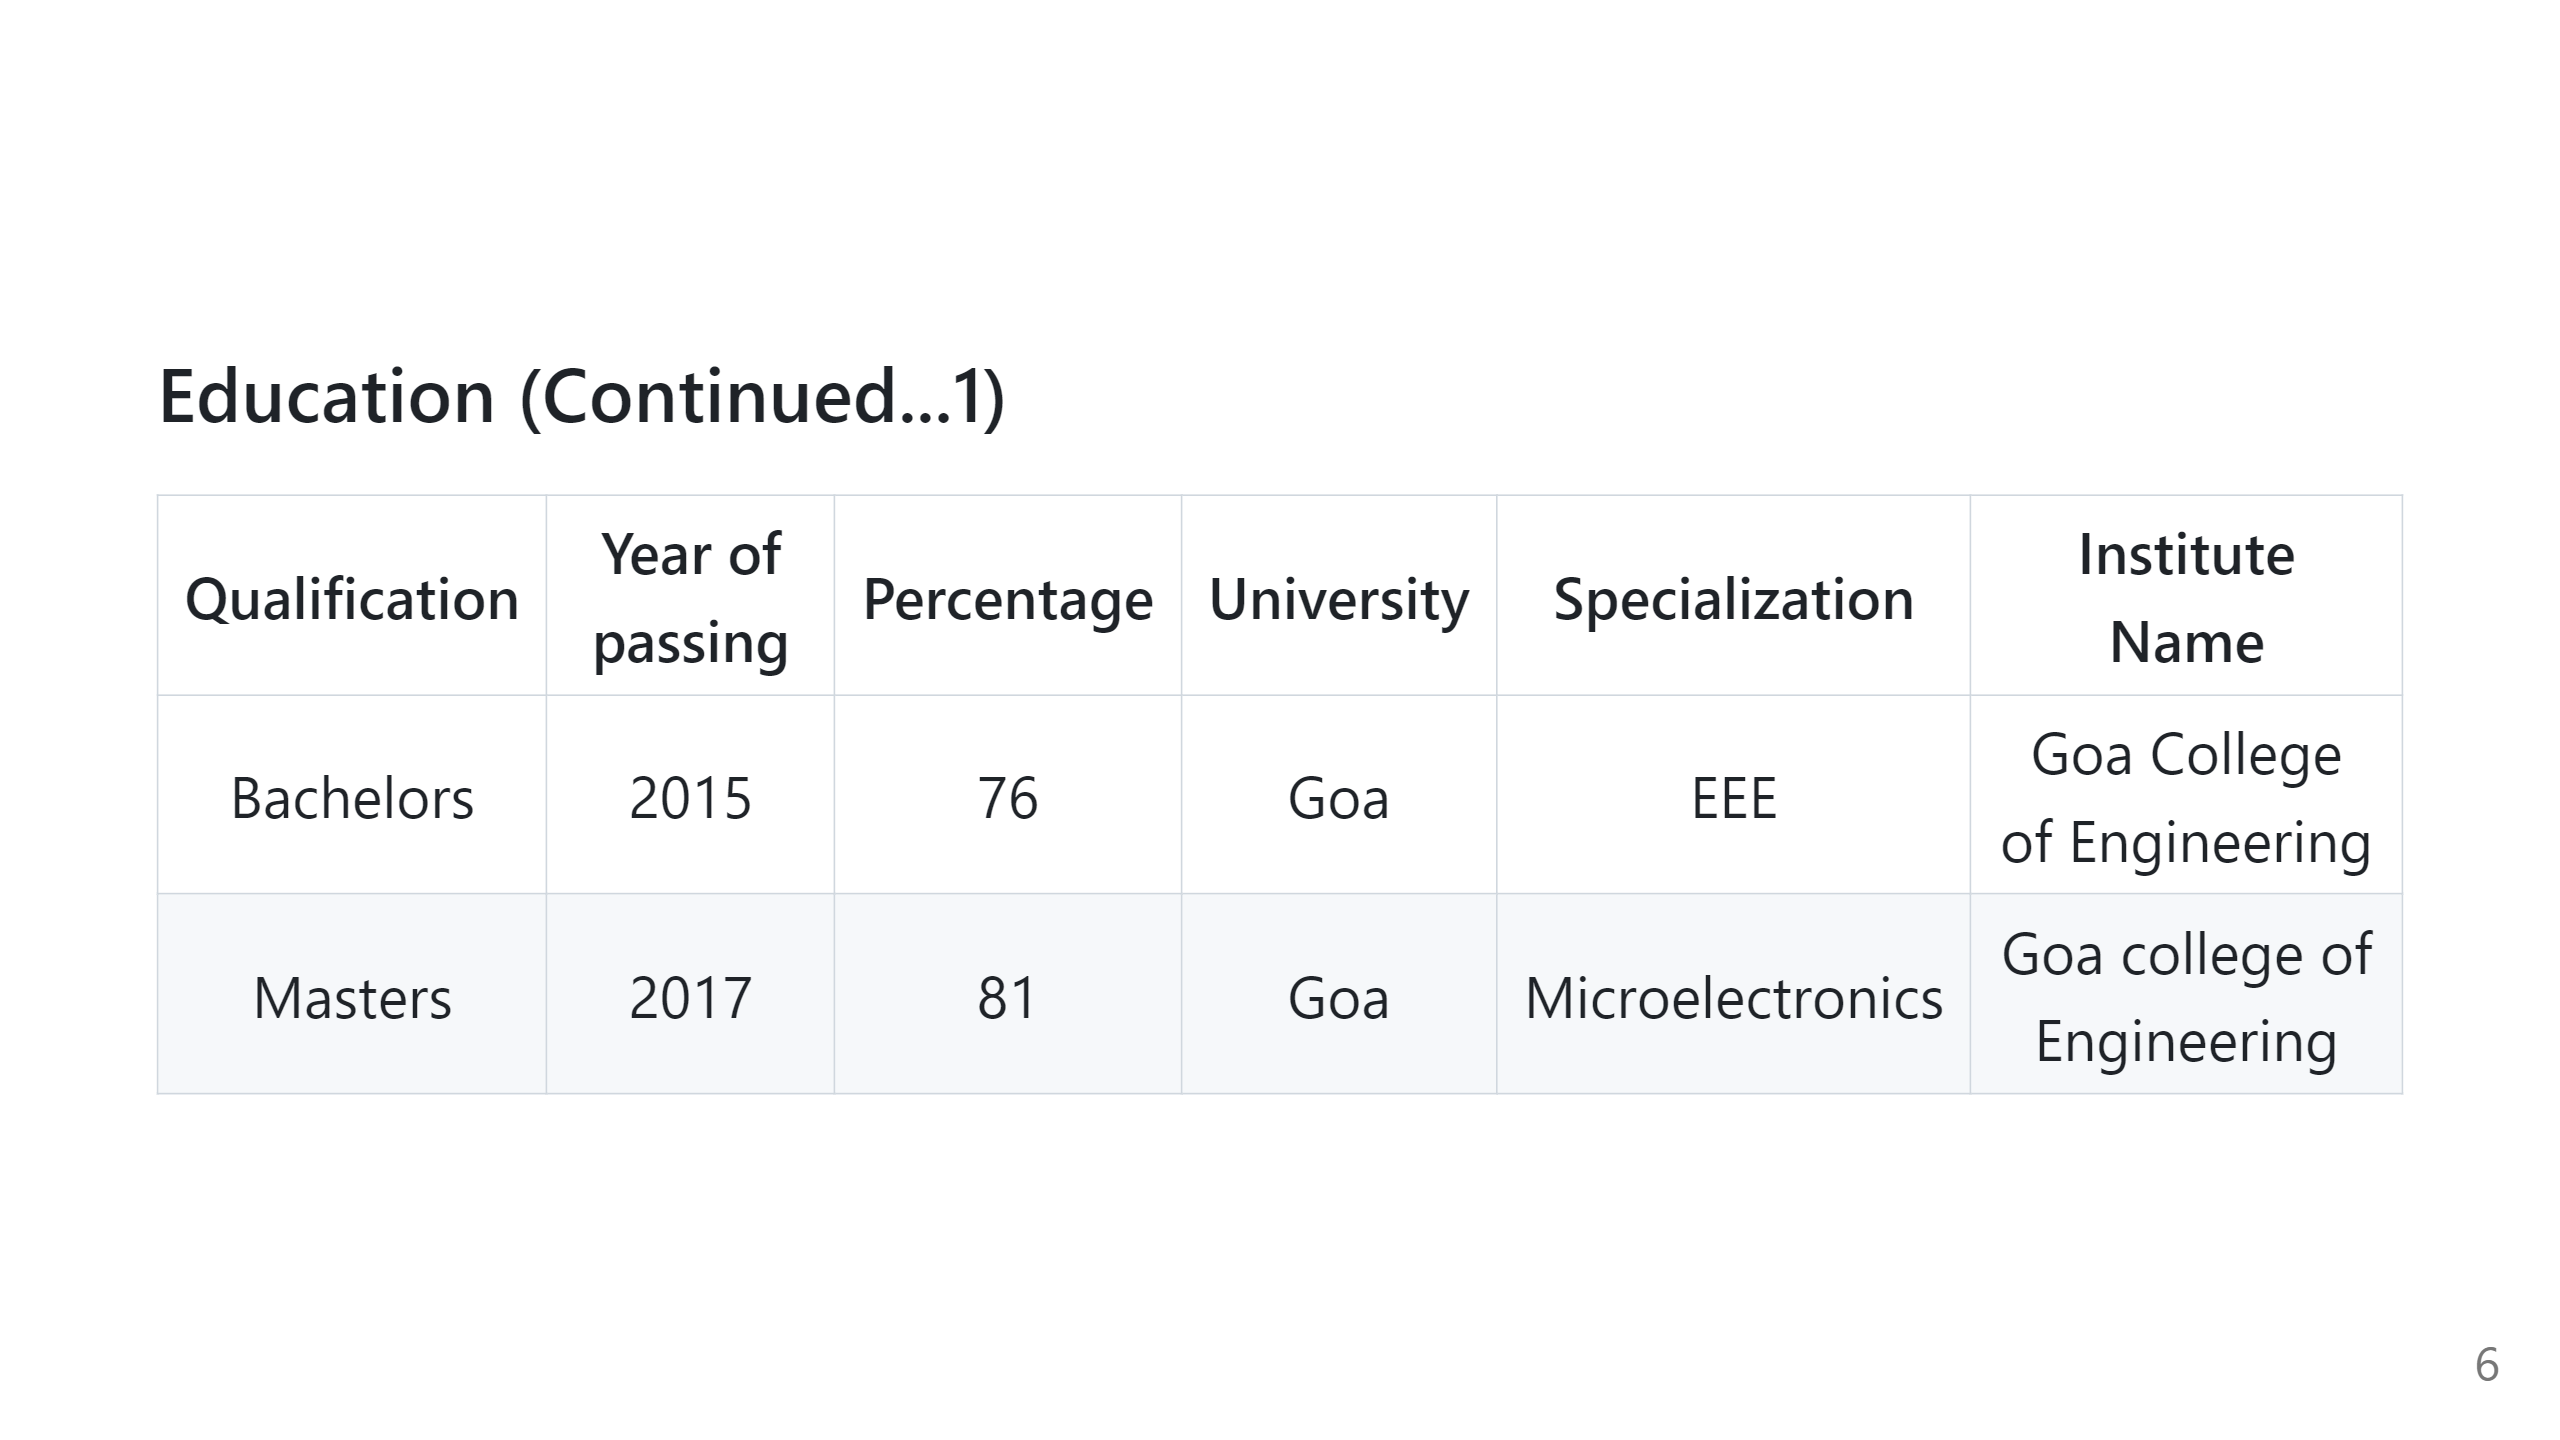 Education (Continued...1)
Qualification
Year of
passing
Percentage
University
Specialization
Institute
Name
Bachelors
2015
76
Goa
EEE
Goa College
of Engineering
Masters
2017
81
Goa
Microelectronics
Goa college of
Engineering
6